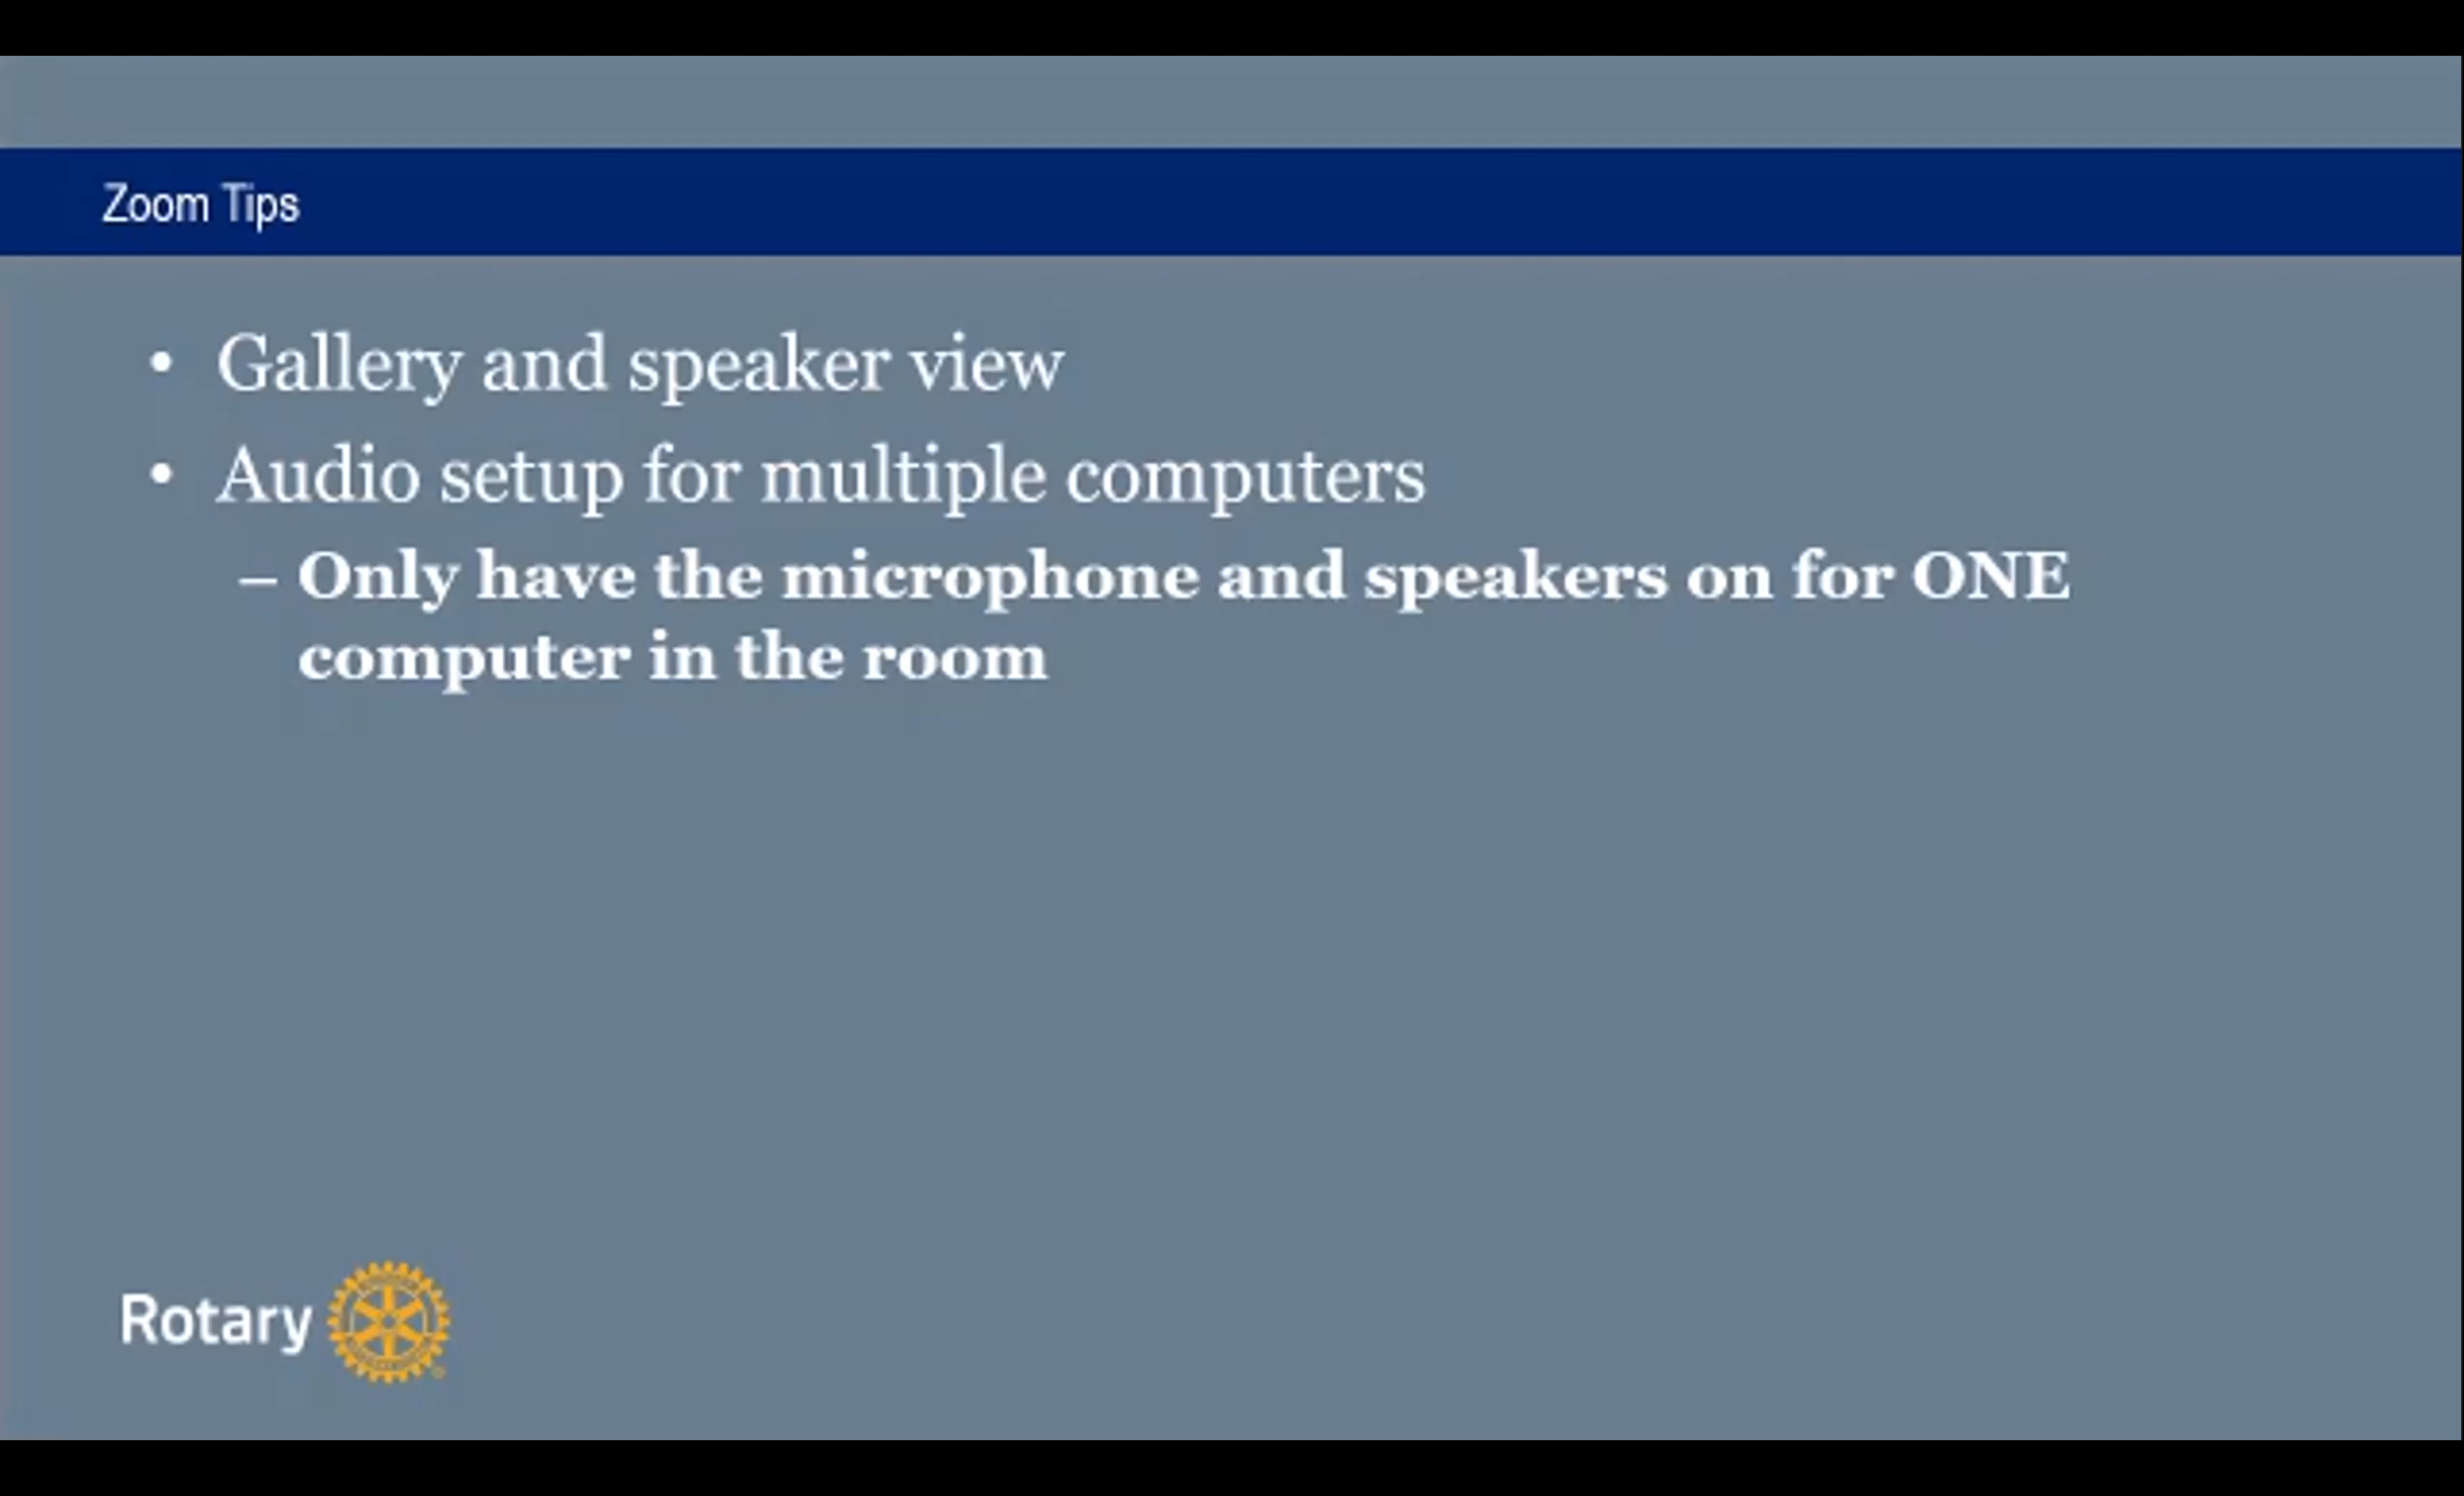 Zoom Tips
• Gallery and speaker view
• Audio setup for multiple computers
– Only have the microphone and speakers on for ONE
computer in the room
Rotary